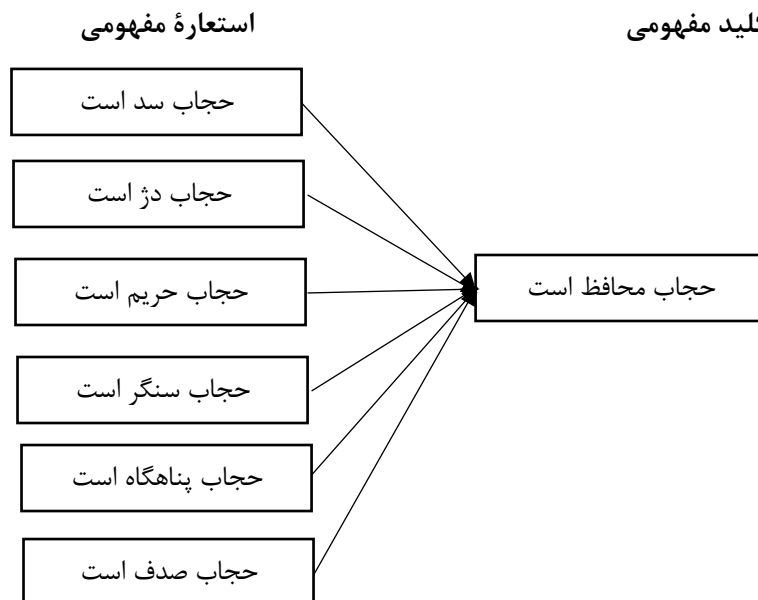 کلید مفهومی
استعارهٔ مفهومی
حجاب سد است
حجاب دژ است
حجاب حریم است
حجاب سنگر است
حجاب پناهگاه است
حجاب صدف است
حجاب محافظ است